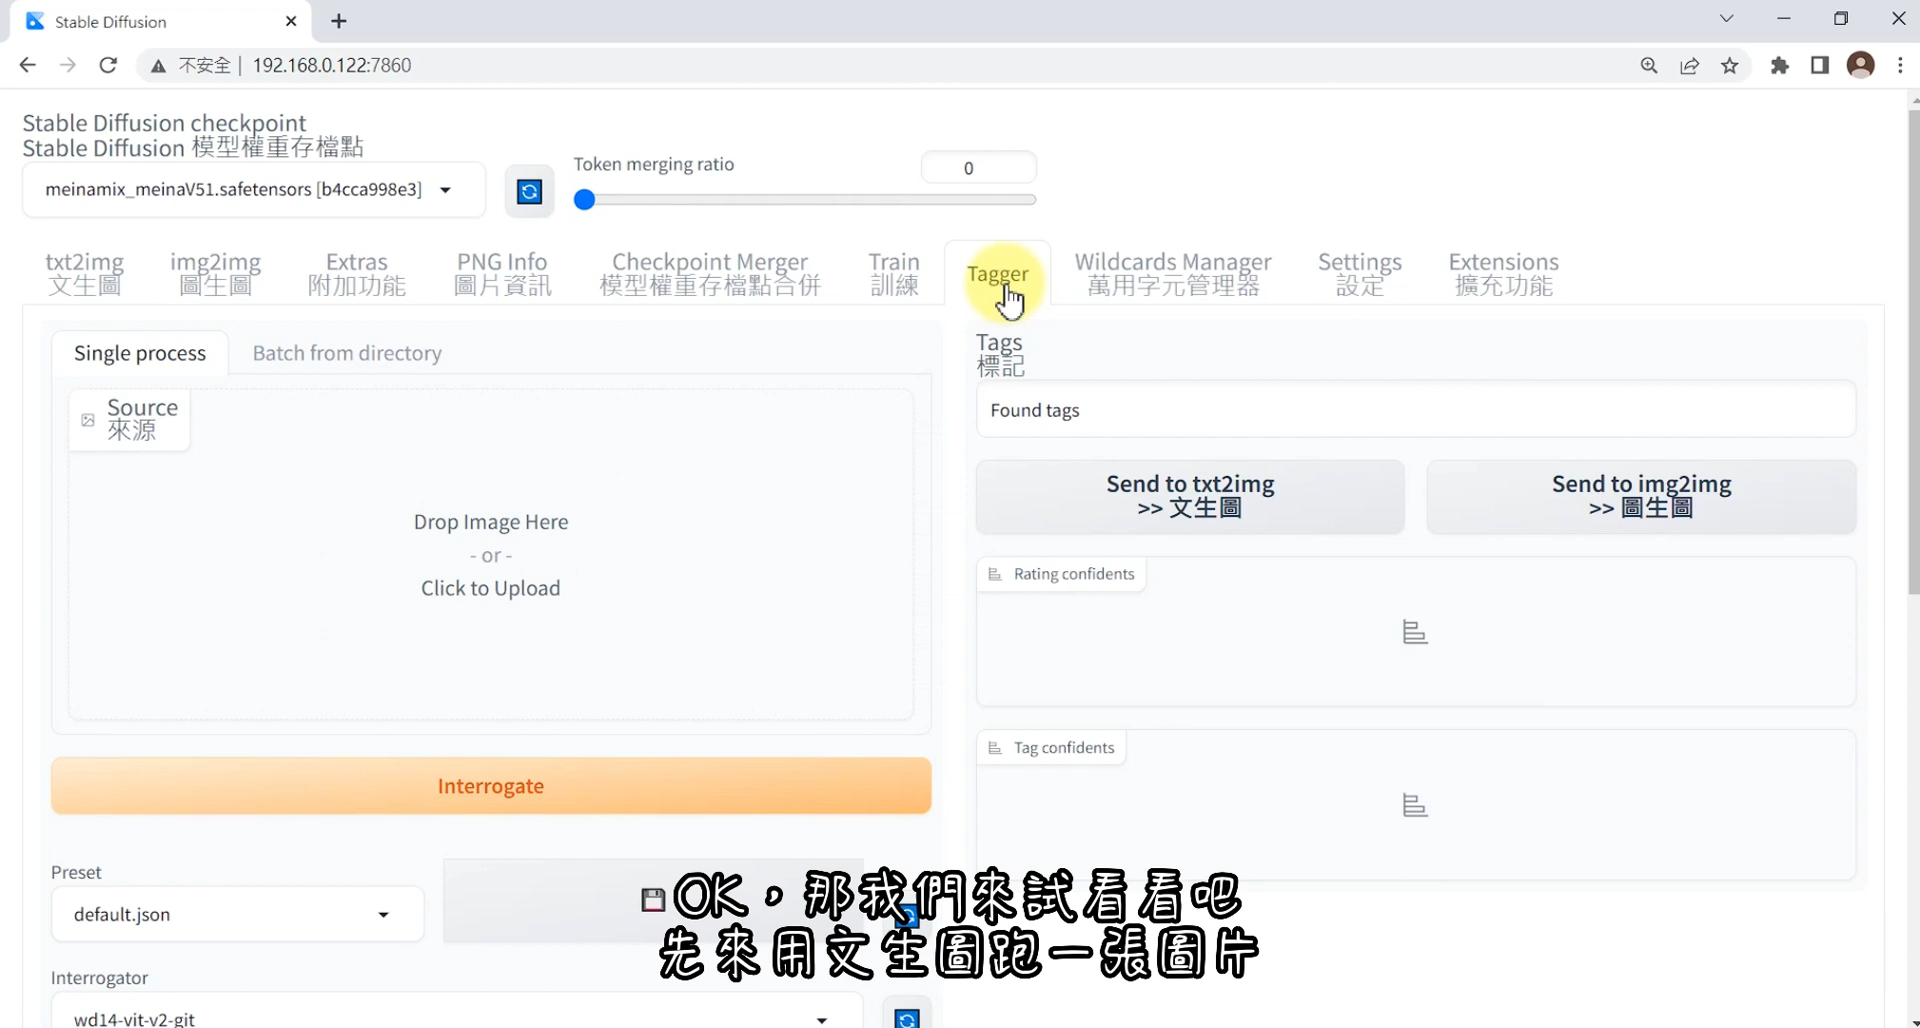 Stable Diffusion
不安全 | 192.168.0.122:7860
Stable Diffusion checkpoint
Stable Diffusion 模型權重存檔點
meinamix_meinaV51.safetensors [b4cca998e3]
Token merging ratio
0
txt2img
文生圖
img2img
圖生圖
Extras
附加功能
PNG Info
圖片資訊
Checkpoint Merger
模型權重存檔點合併
Train
訓練
Tagger
Wildcards Manager
萬用字元管理器
Settings
設定
Extensions
擴充功能
Single process
Batch from directory
Source
來源
Drop Image Here
- or -
Click to Upload
Interrogate
Preset
default.json
Interrogator
wd14-vit-v2-git
Tags
標記
Found tags
Send to txt2img
>> 文生圖
Send to img2img
>> 圖生圖
Rating confidents
Tag confidents
OK，那我們來試看看吧
先來用文生圖跑一張圖片